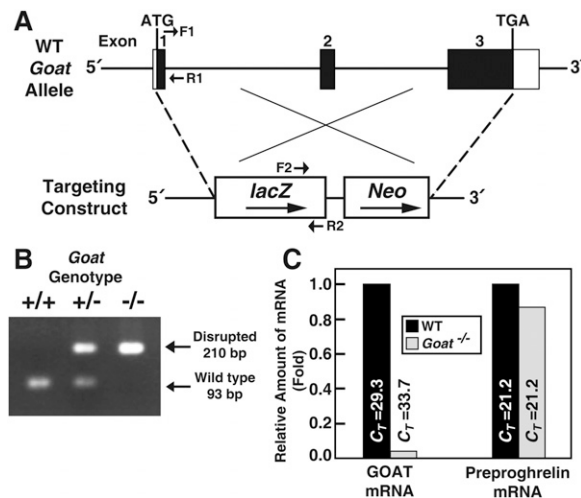 A
WT
Goat
Allele
ATG
TGA
Exon 1 2 3
F1
R1
5´ 3´
Targeting
Construct
5´ 3´
F2
lacZ
Neo
R2
B
Goat
Genotype
+/+ +/- -/-
Disrupted
210 bp
Wild type
93 bp
C
Relative Amount of mRNA
(Fold)
1.0
0.8
0.6
0.4
0.2
0.0
WT
Goat -/-
CT=29.3
CT=33.7
CT=21.2
CT=21.2
GOAT
mRNA
Preproghrelin
mRNA